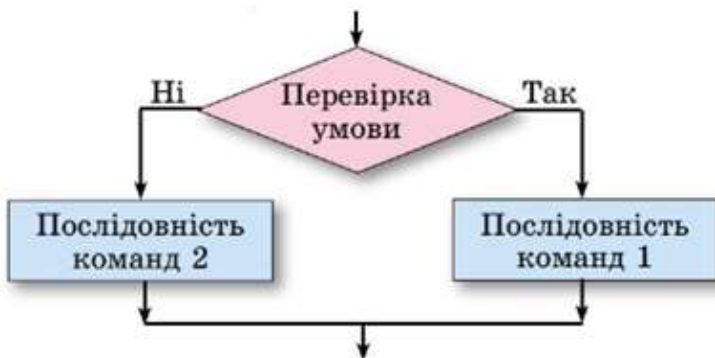 Ні
Перевірка
умови
Так
Послідовність
команд 2
Послідовність
команд 1